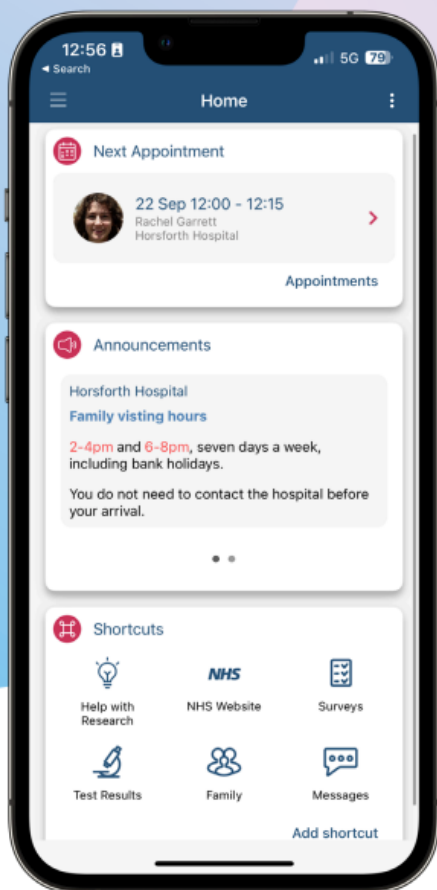 12:56
5G 79
Search
Home
Next Appointment
22 Sep 12:00 - 12:15
Rachel Garrett
Horsforth Hospital
Appointments
Announcements
Horsforth Hospital
Family visting hours
2-4pm and 6-8pm, seven days a week,
including bank holidays.
You do not need to contact the hospital before
your arrival.
Shortcuts
Help with
Research
NHS
NHS Website
Surveys
Test Results
Family
Messages
Add shortcut